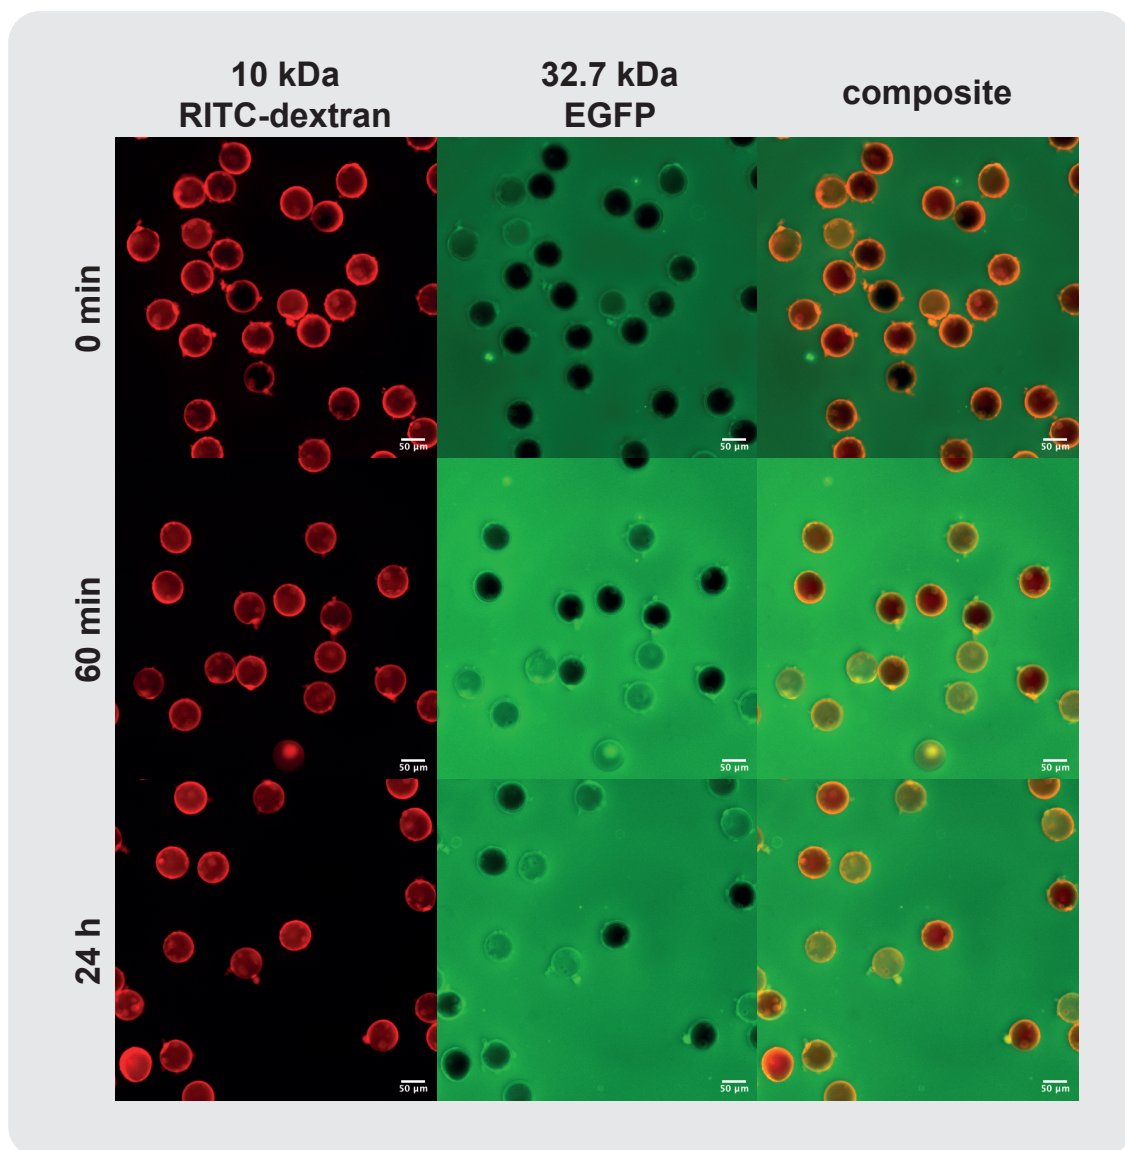 10 kDa
RITC-dextran
32.7 kDa
EGFP
composite
0 min
50 μm
50 μm
50 μm
60 min
50 μm
50 μm
50 μm
24 h
50 μm
50 μm
50 μm